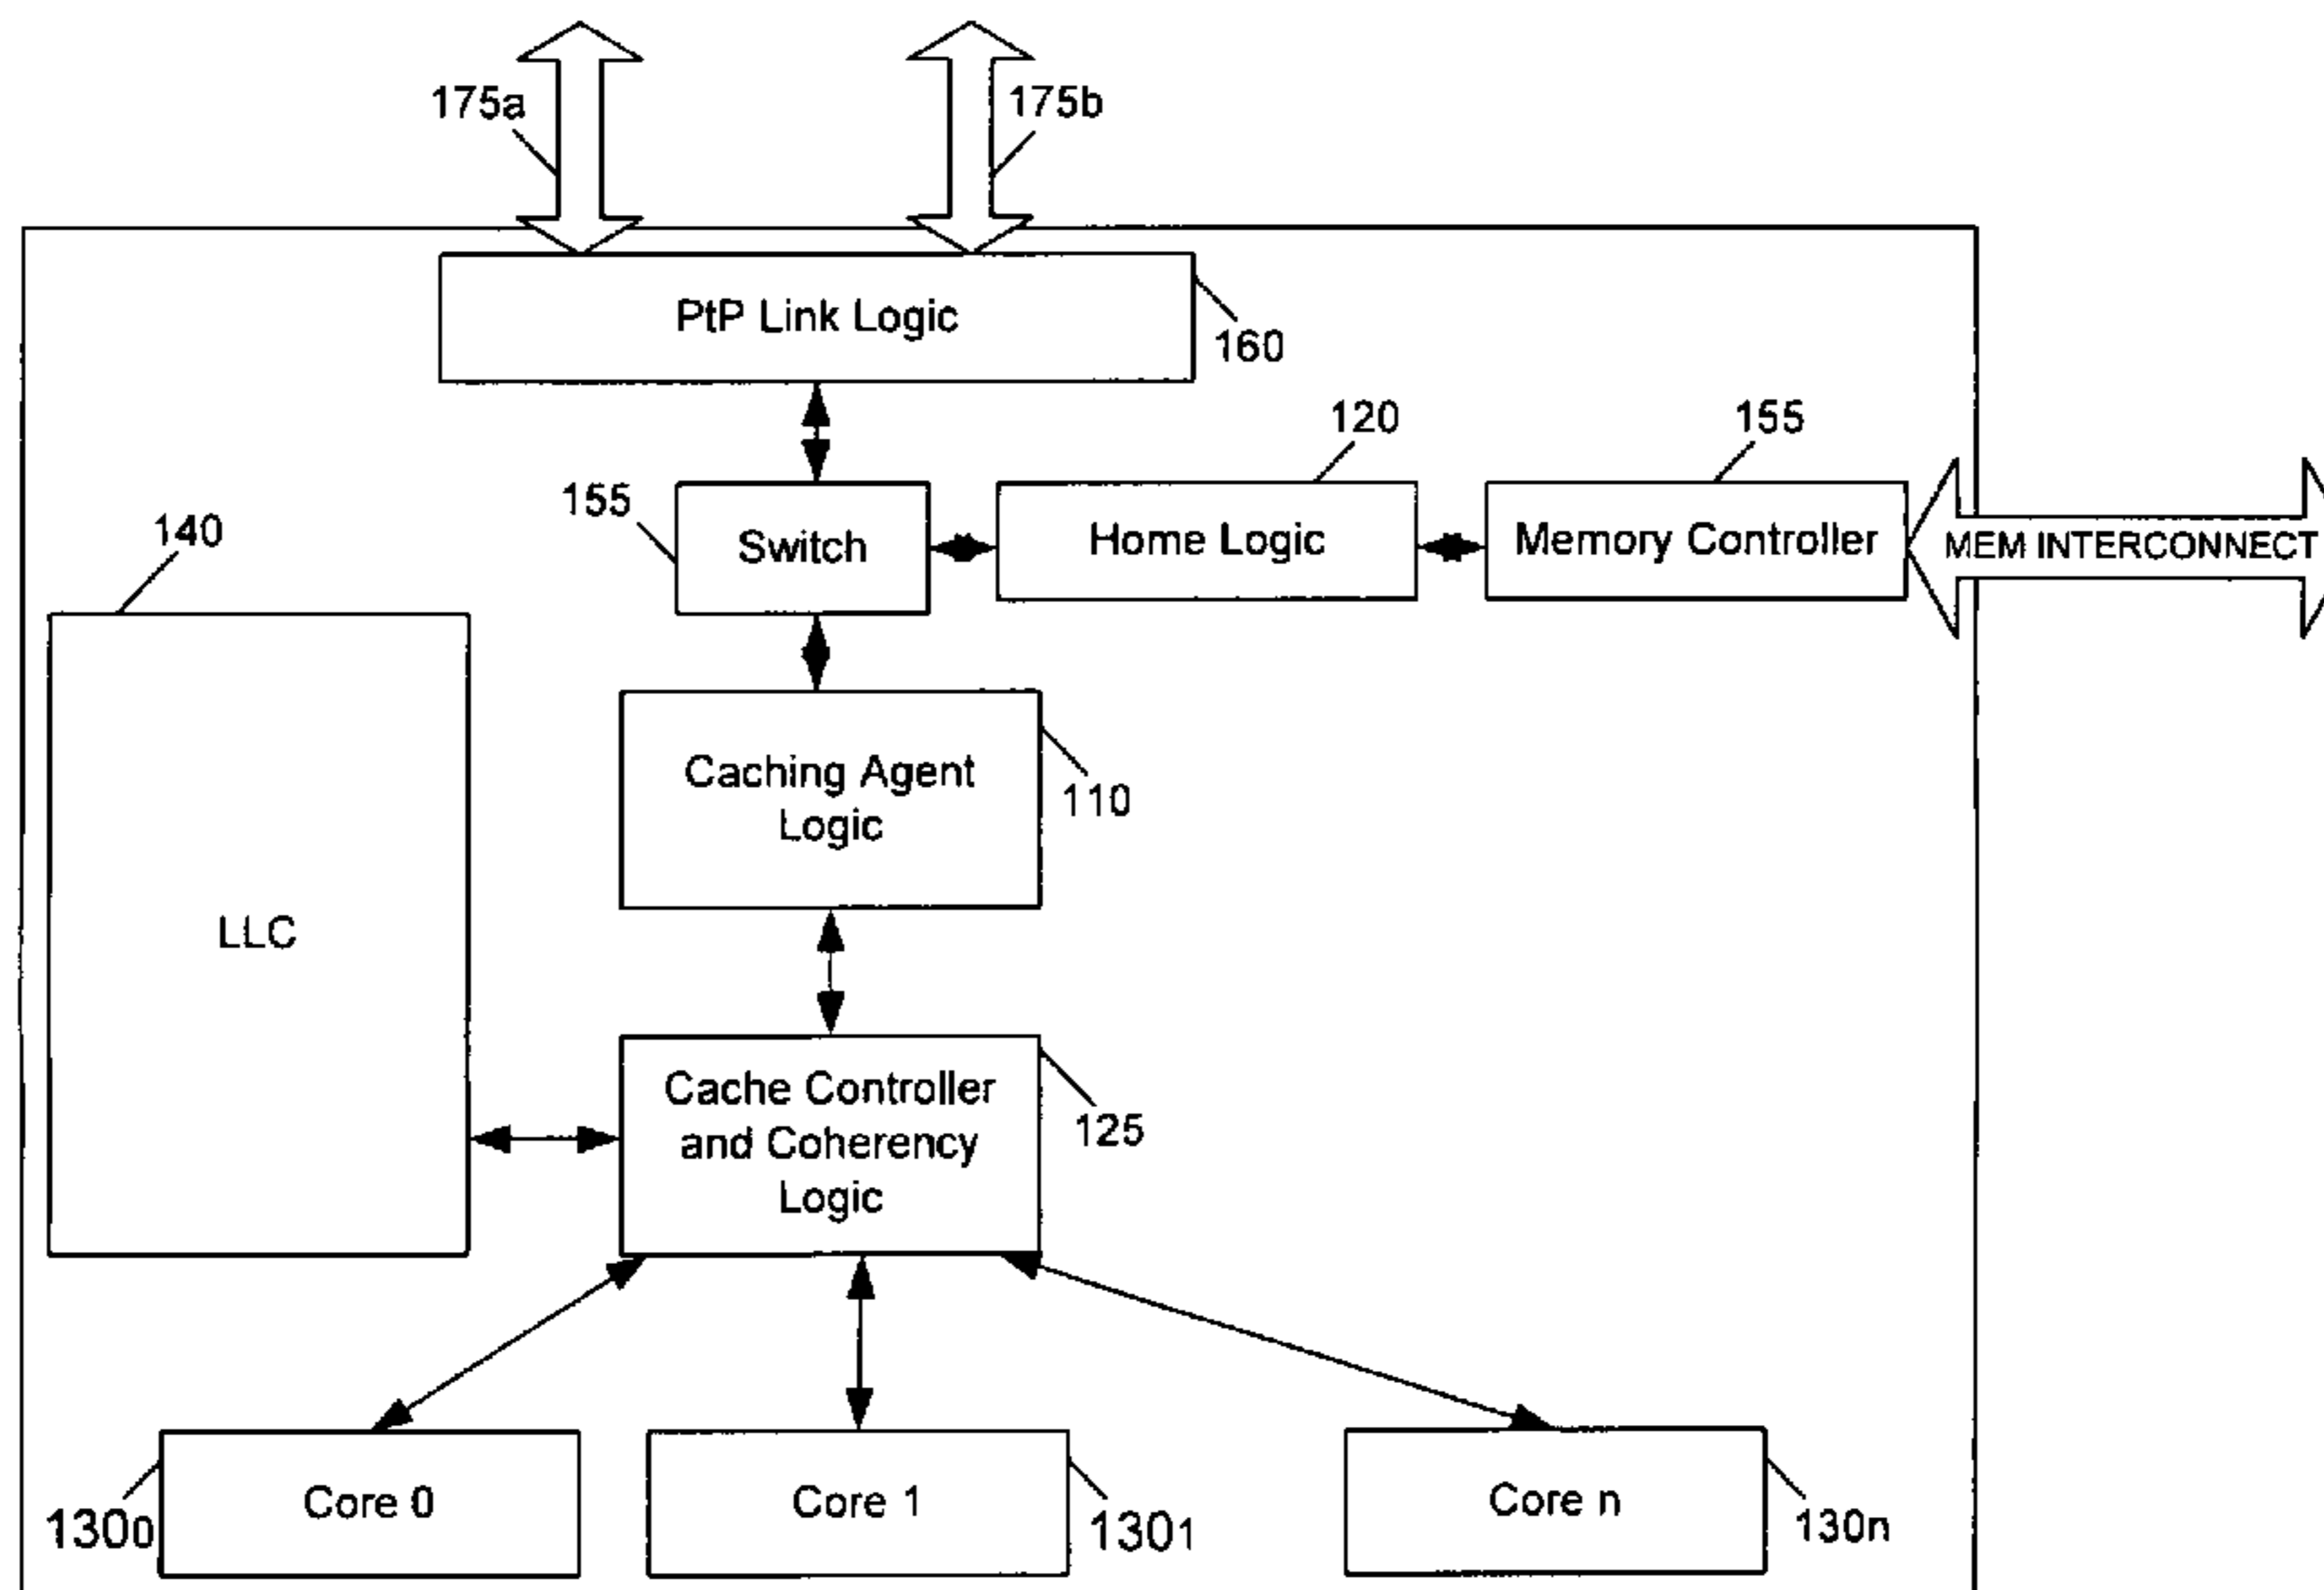 175a
175b
PtP Link Logic
160
120
155
155
Switch
Home Logic
Memory Controller
MEM INTERCONNECT
140
Caching Agent
Logic
110
LLC
Cache Controller
and Coherency
Logic
125
Core 0
Core 1
Core n
1300
1301
130n